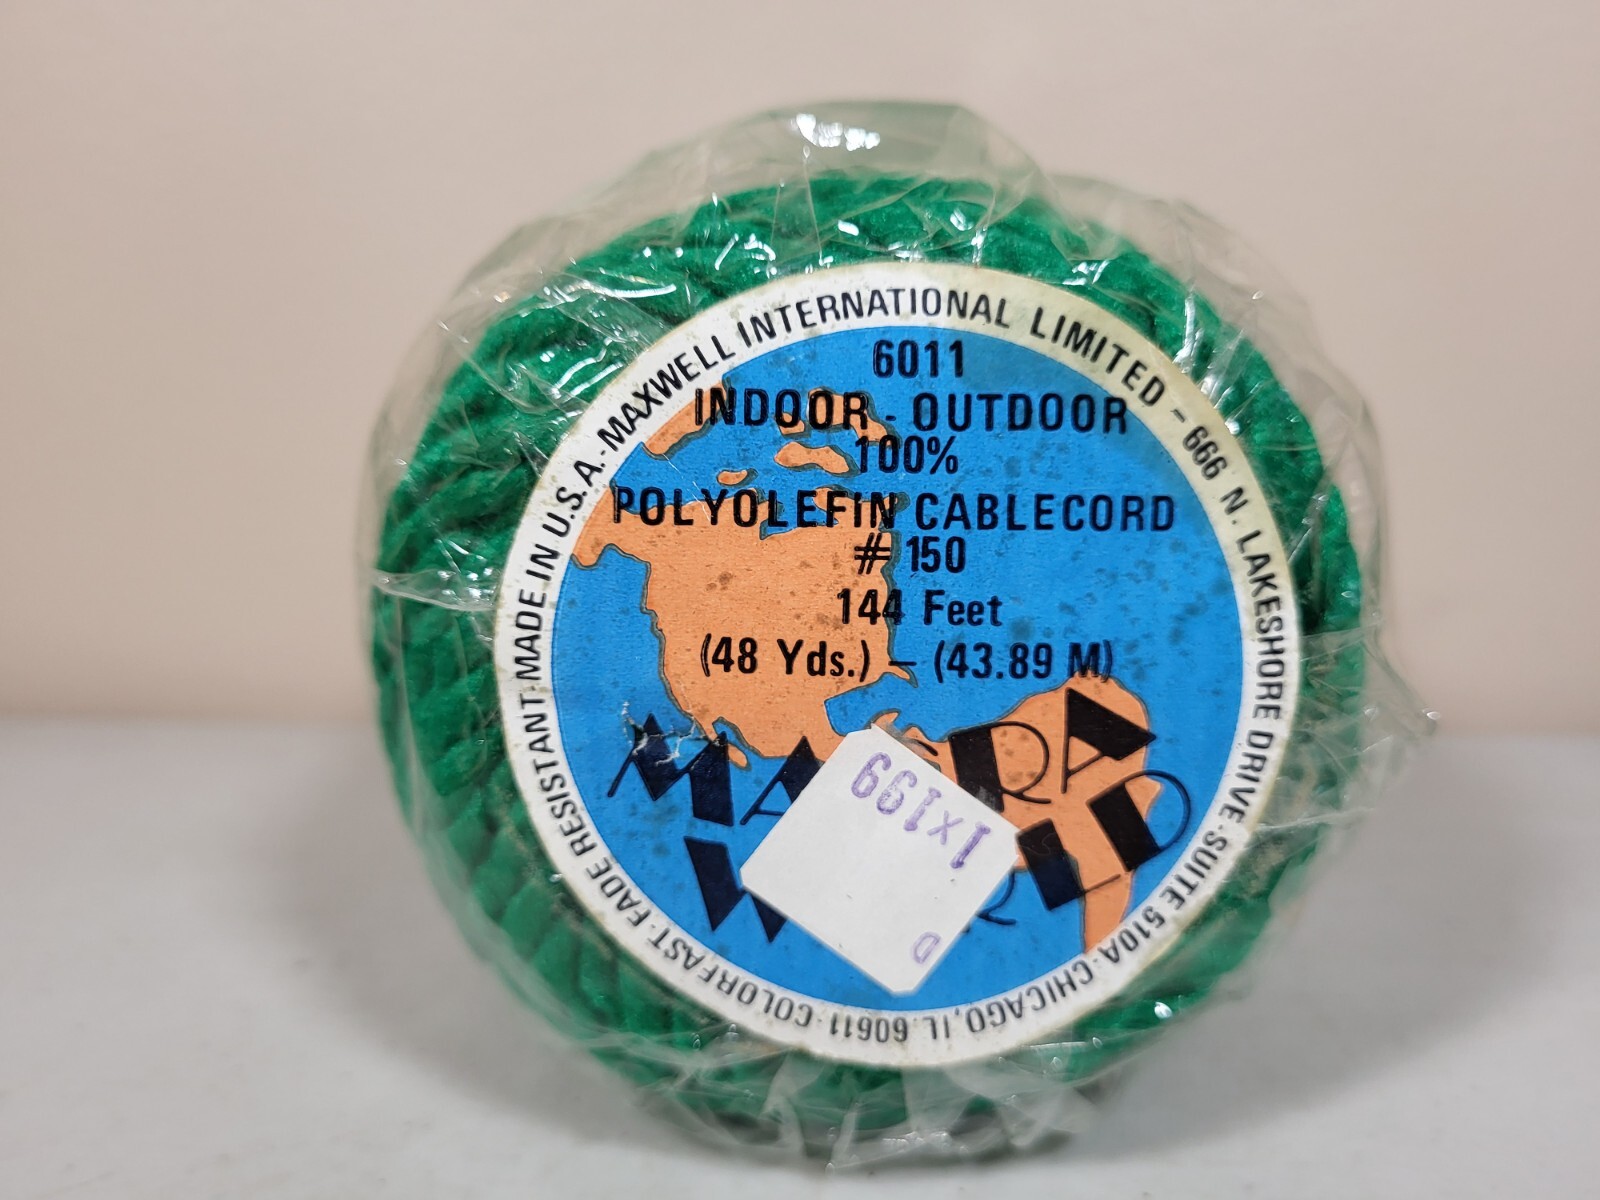 MAXWELL INTERNATIONAL LIMITED - 666 N. LAKESHORE DRIVE · SUITE 510A · CHICAGO, IL. 60611 · COLORFAST · FADE RESISTANT · MADE IN U.S.A. ·
6011
INDOOR - OUTDOOR
100%
POLYOLEFIN CABLECORD
# 150
144 Feet
(48 Yds.) - (43.89 M)
1x199
D